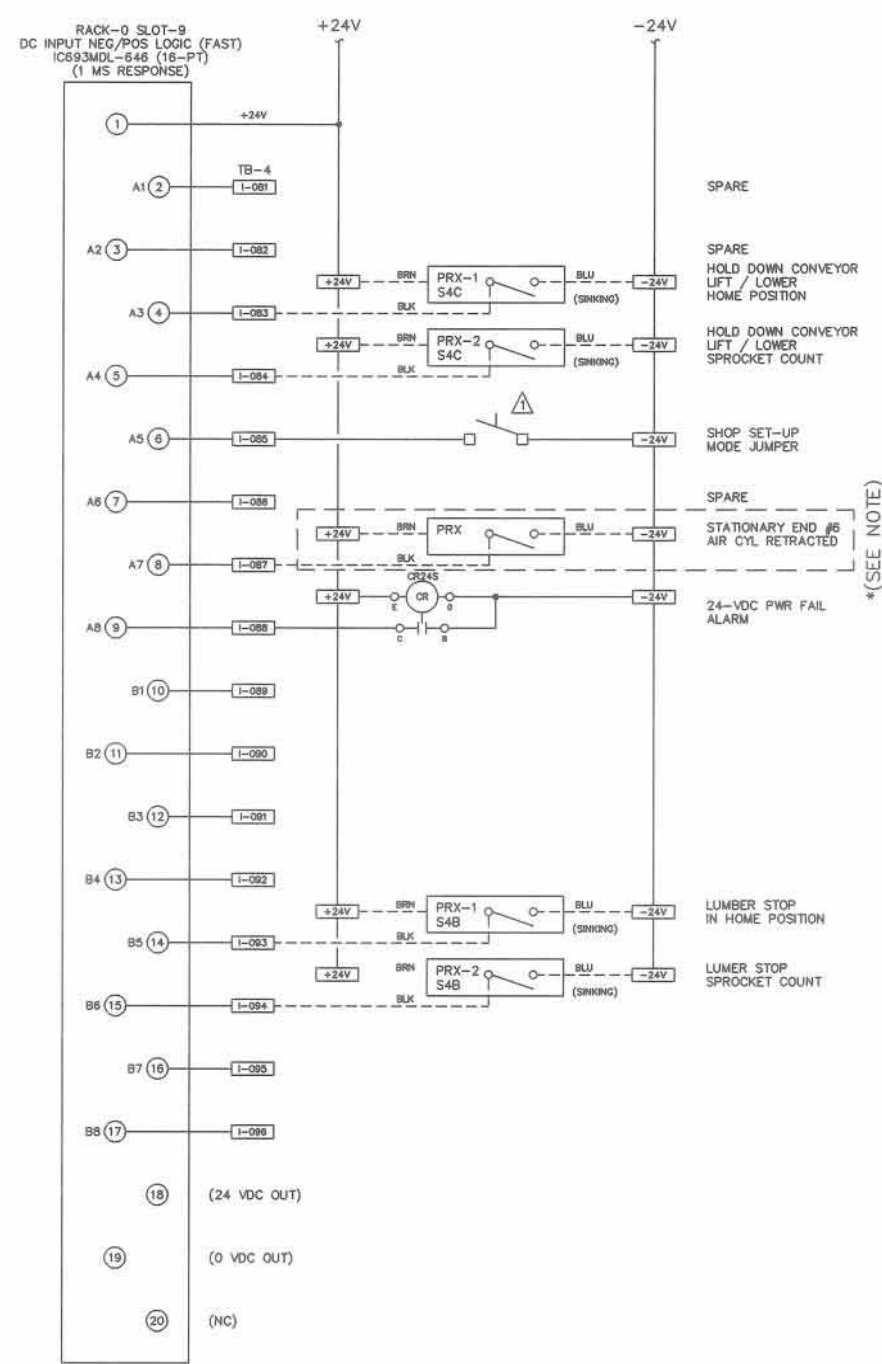 RACK-0 SLOT-9
DC INPUT NEG/POS LOGIC (FAST)
IC693MDL-646 (16-PT)
(1 MS RESPONSE)
+24V
-24V
1
+24V
TB-4
A1 2 I-081
SPARE
A2 3 I-082
SPARE
+24V BRN PRX-1 S4C BLU (SINKING) -24V
HOLD DOWN CONVEYOR
LIFT / LOWER
HOME POSITION
A3 4 I-083 BLK
+24V BRN PRX-2 S4C BLU (SINKING) -24V
HOLD DOWN CONVEYOR
LIFT / LOWER
SPROCKET COUNT
A4 5 I-084 BLK
1
A5 6 I-085 -24V
SHOP SET-UP
MODE JUMPER
A6 7 I-086
SPARE
+24V BRN PRX BLU -24V
STATIONARY END #6
AIR CYL RETRACTED
*(SEE NOTE)
A7 8 I-087 BLK
CR24S
+24V E CR -24V
24-VDC PWR FAIL
ALARM
A8 9 I-088 C
B1 10 I-089
B2 11 I-090
B3 12 I-091
B4 13 I-092
+24V BRN PRX-1 S4B BLU (SINKING) -24V
LUMBER STOP
IN HOME POSITION
B5 14 I-093 BLK
+24V BRN PRX-2 S4B BLU (SINKING) -24V
LUMER STOP
SPROCKET COUNT
B6 15 I-094 BLK
B7 16 I-095
B8 17 I-096
18 (24 VDC OUT)
19 (0 VDC OUT)
20 (NC)